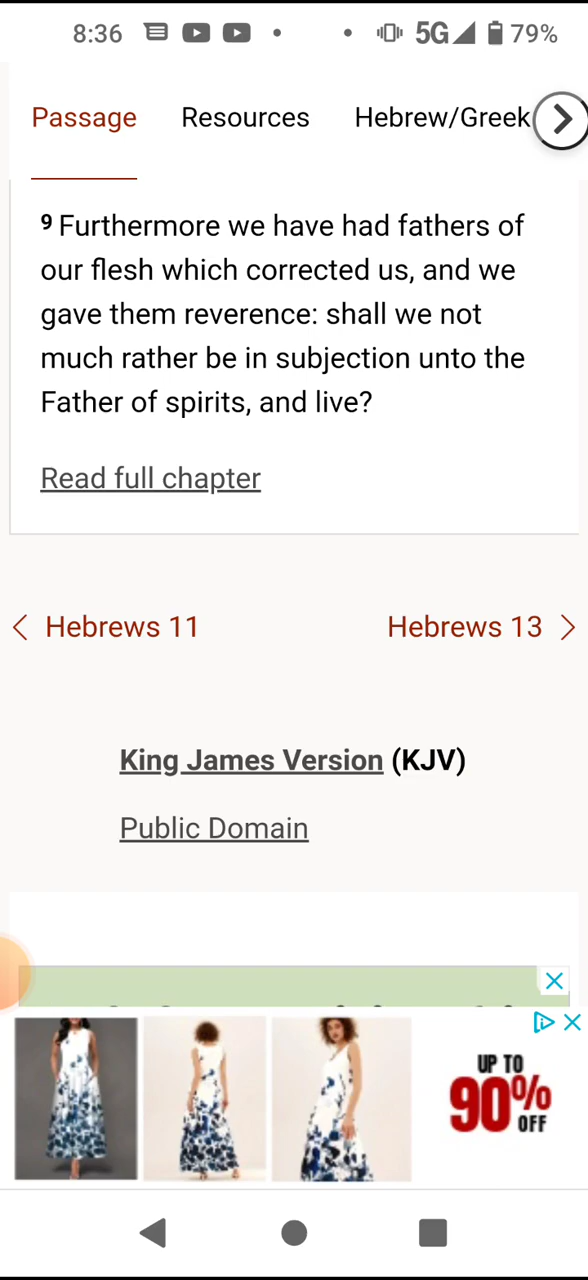 8:36 5G 79%
Passage Resources Hebrew/Greek
9 Furthermore we have had fathers of
our flesh which corrected us, and we
gave them reverence: shall we not
much rather be in subjection unto the
Father of spirits, and live?
Read full chapter
Hebrews 11 Hebrews 13
King James Version (KJV)
Public Domain
UP TO
90%
OFF